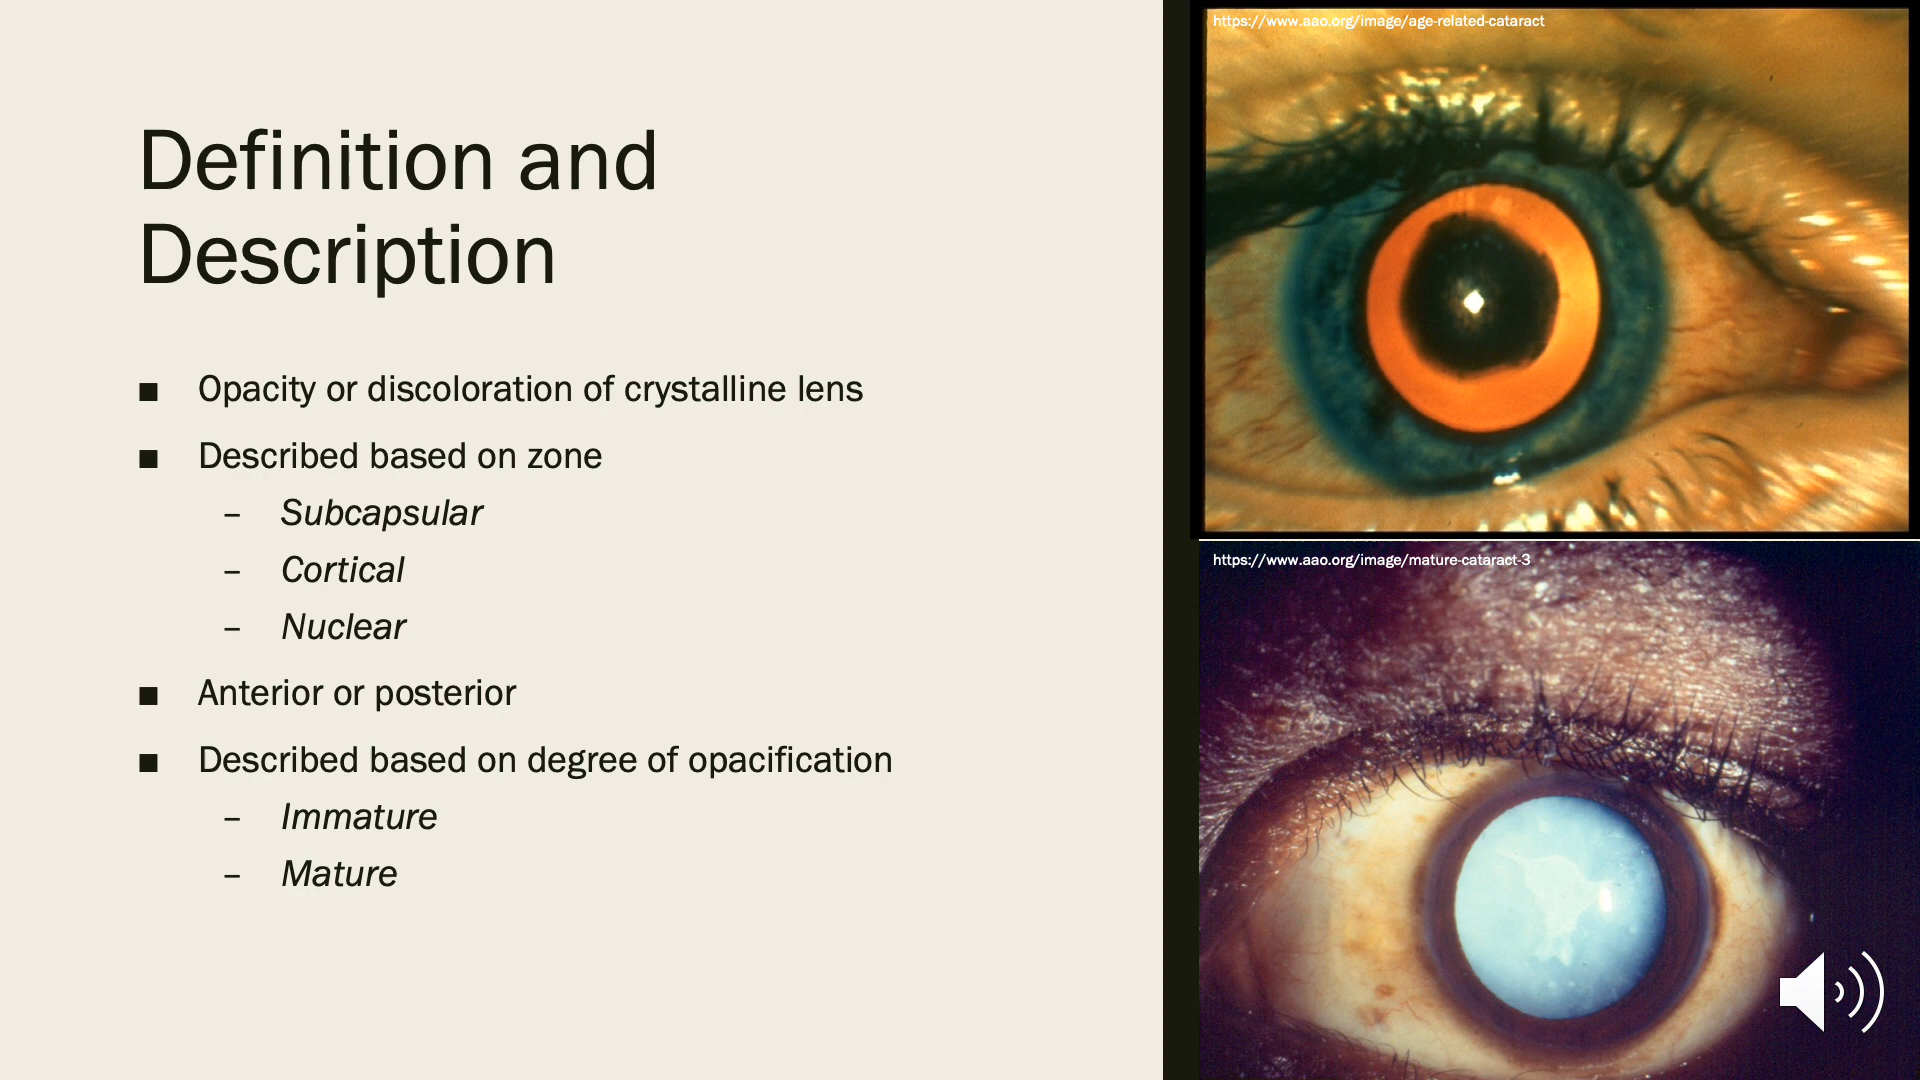 Definition and
Description
■ Opacity or discoloration of crystalline lens
■ Described based on zone
– Subcapsular
– Cortical
– Nuclear
■ Anterior or posterior
■ Described based on degree of opacification
– Immature
– Mature
https://www.aao.org/image/age-related-cataract
https://www.aao.org/image/mature-cataract-3